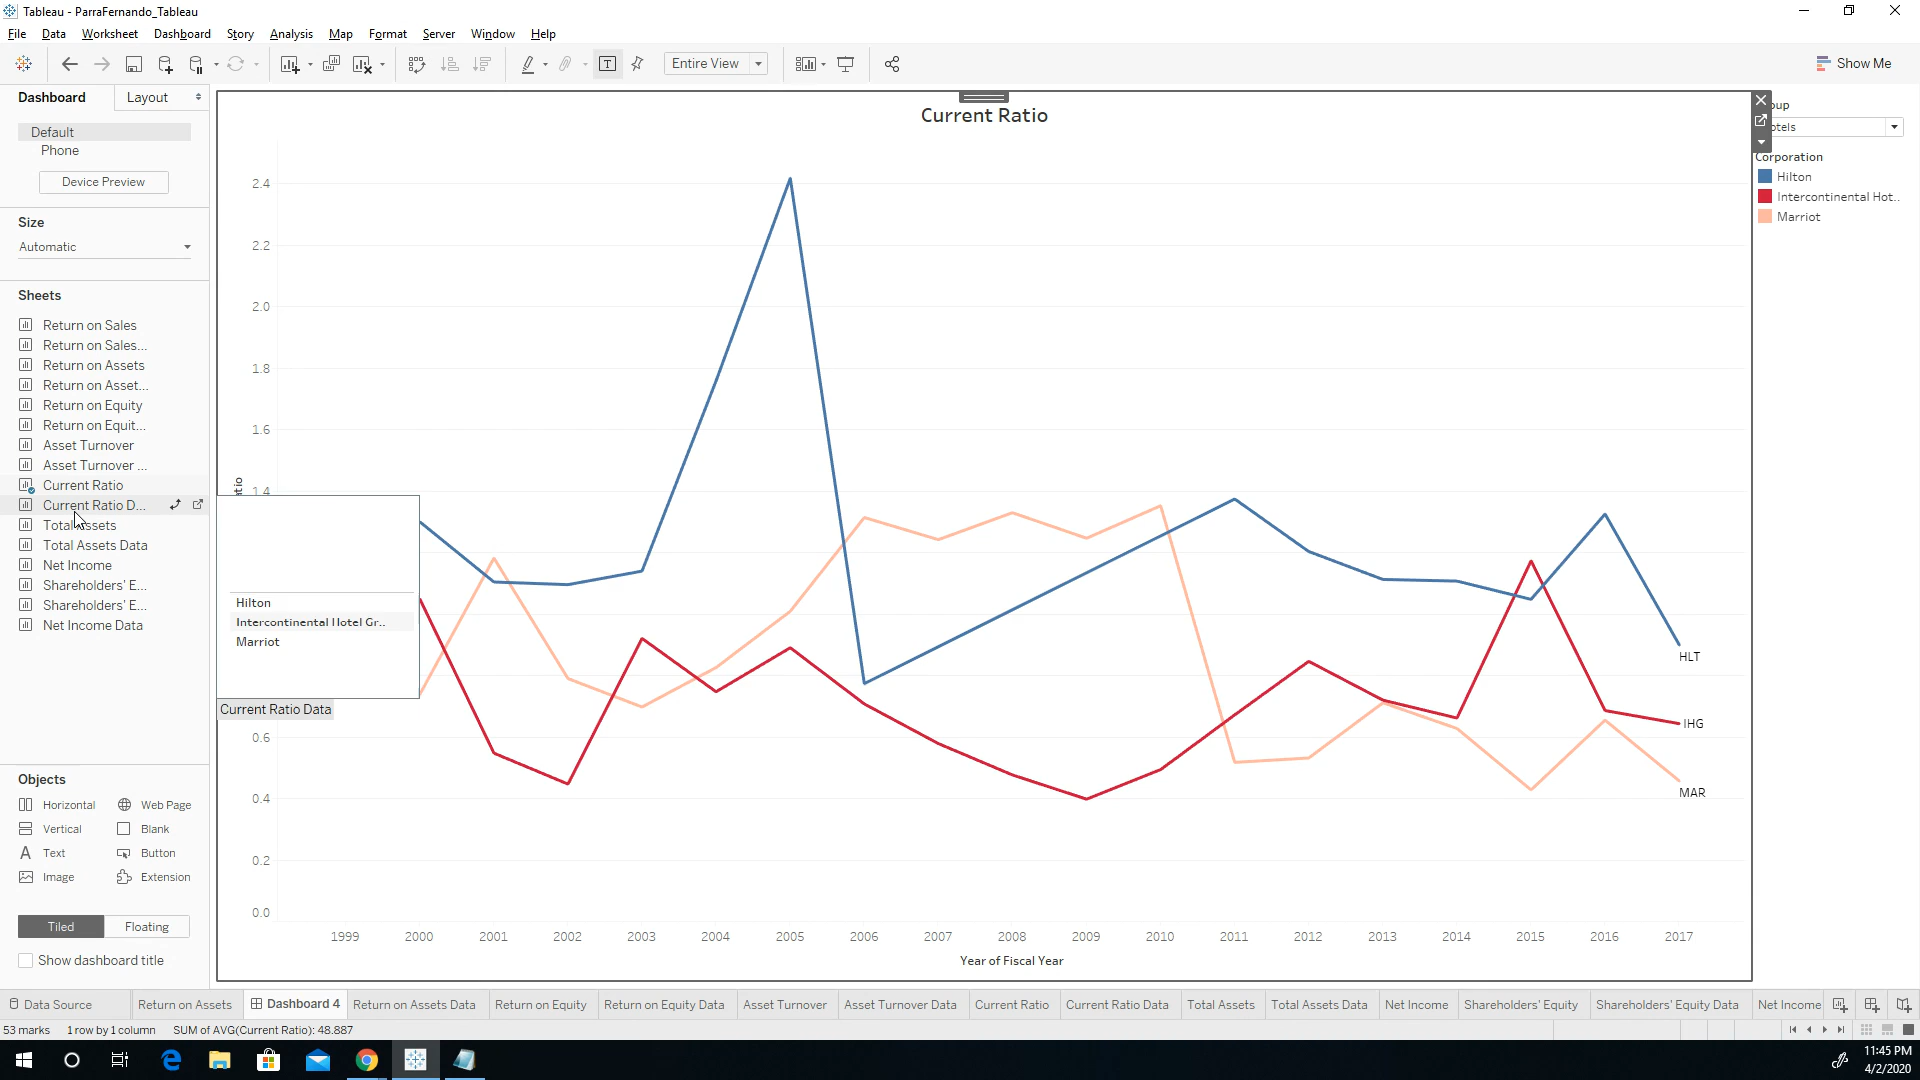 Tableau - ParraFernando_Tableau
File Data Worksheet Dashboard Story Analysis Map Format Server Window Help
Entire View
Show Me
Dashboard Layout
Default
Phone
Device Preview
Size
Automatic
Sheets
Return on Sales
Return on Sales...
Return on Assets
Return on Asset...
Return on Equity
Return on Equit...
Asset Turnover
Asset Turnover ...
Current Ratio
Current Ratio D...
Total Assets
Total Assets Data
Net Income
Shareholders' E...
Shareholders' E...
Net Income Data
Objects
Horizontal Web Page
Vertical Blank
Text Button
Image Extension
Tiled Floating
Show dashboard title
Current Ratio
2.4
2.2
2.0
1.8
1.6
1.4
0.6
0.4
0.2
0.0
Hilton
Intercontinental Hotel Gr..
Marriot
Current Ratio Data
HLT
IHG
MAR
1999 2000 2001 2002 2003 2004 2005 2006 2007 2008 2009 2010 2011 2012 2013 2014 2015 2016 2017
Year of Fiscal Year
Corporation
Hilton
Intercontinental Hot..
Marriot
Data Source Return on Assets Dashboard 4 Return on Assets Data Return on Equity Return on Equity Data Asset Turnover Asset Turnover Data Current Ratio Current Ratio Data Total Assets Total Assets Data Net Income Shareholders' Equity Shareholders' Equity Data Net Income
53 marks 1 row by 1 column SUM of AVG(Current Ratio): 48.887
11:45 PM
4/2/2020